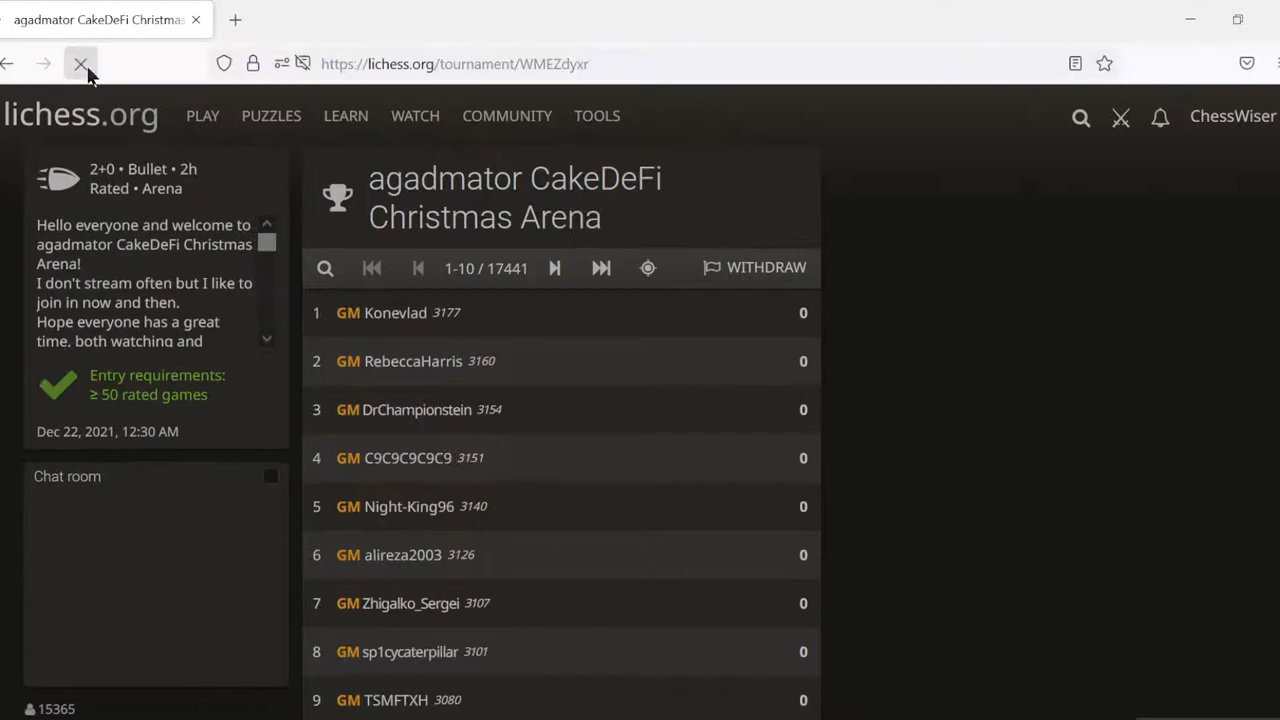 agadmator CakeDeFi Christmas
https://lichess.org/tournament/WMEZdyxr
lichess.org PLAY PUZZLES LEARN WATCH COMMUNITY TOOLS ChessWiser
2+0 • Bullet • 2h
Rated • Arena
Hello everyone and welcome to
agadmator CakeDeFi Christmas
Arena!
I don't stream often but I like to
join in now and then.
Hope everyone has a great
time, both watching and
Entry requirements:
≥ 50 rated games
Dec 22, 2021, 12:30 AM
Chat room
15365
agadmator CakeDeFi
Christmas Arena
1-10 / 17441 WITHDRAW
1 GM Konevlad 3177 0
2 GM RebeccaHarris 3160 0
3 GM DrChampionstein 3154 0
4 GM C9C9C9C9C9 3151 0
5 GM Night-King96 3140 0
6 GM alireza2003 3126 0
7 GM Zhigalko_Sergei 3107 0
8 GM sp1cycaterpillar 3101 0
9 GM TSMFTXH 3080 0